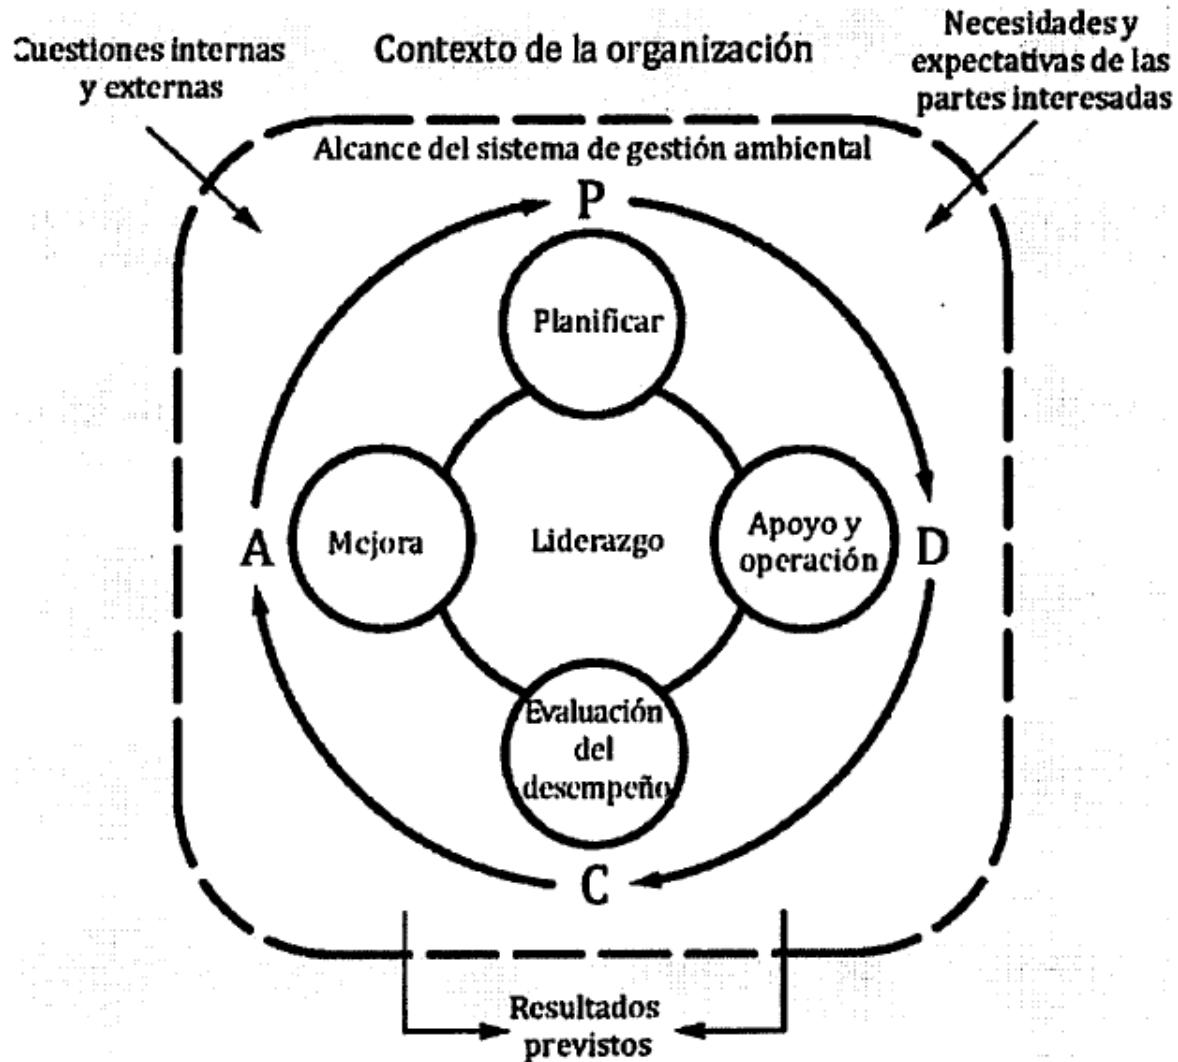 Cuestiones internas
y externas
Contexto de la organización
Necesidades y
expectativas de las
partes interesadas
Alcance del sistema de gestión ambiental
P
Planificar
A
Mejora
Liderazgo
Apoyo y
operación
D
Evaluación
del
desempeño
C
Resultados
previstos